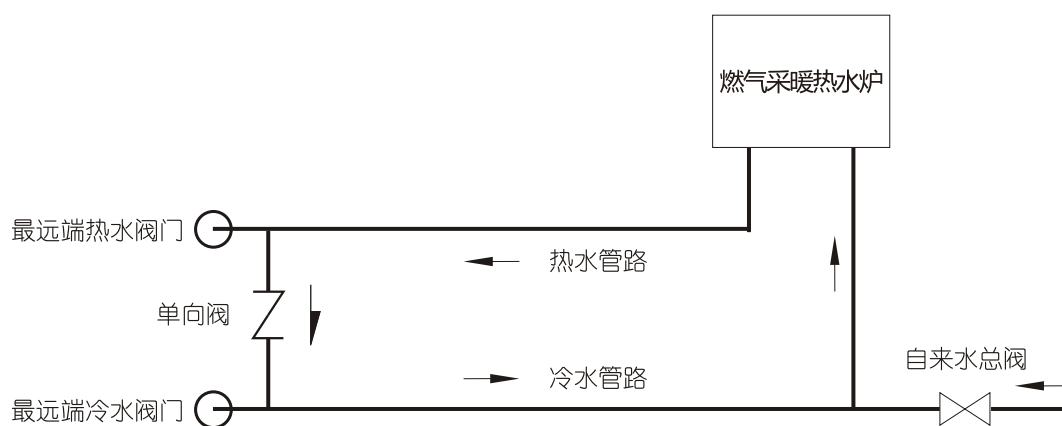 燃气采暖热水炉
最远端热水阀门
热水管路
单向阀
自来水总阀
冷水管路
最远端冷水阀门